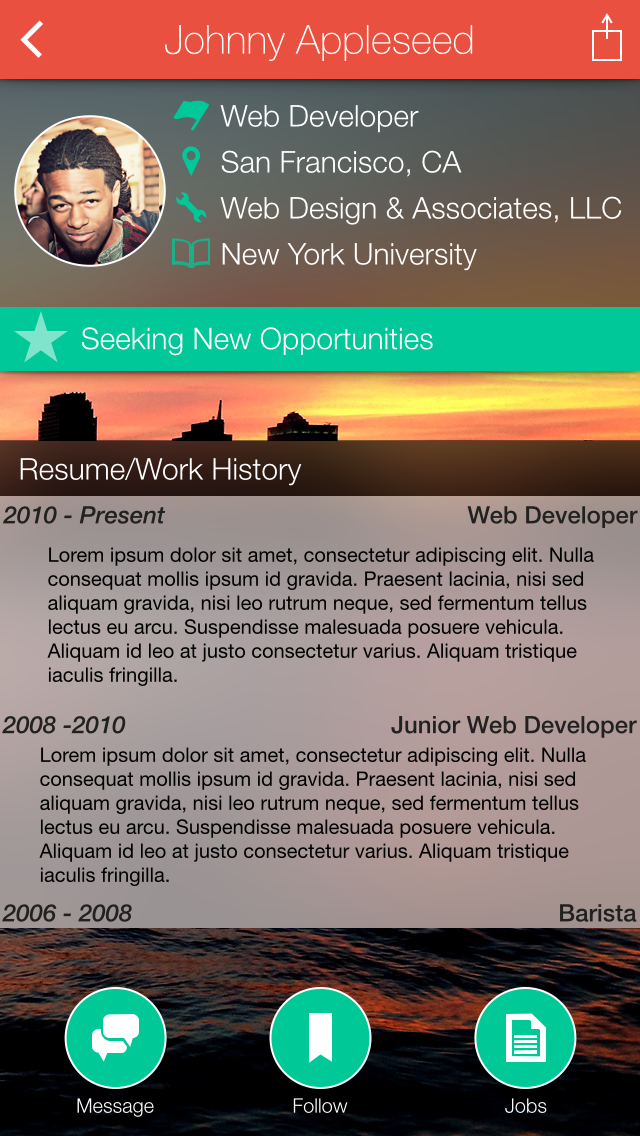 Johnny Appleseed
Web Developer
San Francisco, CA
Web Design & Associates, LLC
New York University
Seeking New Opportunities
Resume/Work History
2010 - Present Web Developer
Lorem ipsum dolor sit amet, consectetur adipiscing elit. Nulla
consequat mollis ipsum id gravida. Praesent lacinia, nisi sed
aliquam gravida, nisi leo rutrum neque, sed fermentum tellus
lectus eu arcu. Suspendisse malesuada posuere vehicula.
Aliquam id leo at justo consectetur varius. Aliquam tristique
iaculis fringilla.
2008 -2010 Junior Web Developer
Lorem ipsum dolor sit amet, consectetur adipiscing elit. Nulla
consequat mollis ipsum id gravida. Praesent lacinia, nisi sed
aliquam gravida, nisi leo rutrum neque, sed fermentum tellus
lectus eu arcu. Suspendisse malesuada posuere vehicula.
Aliquam id leo at justo consectetur varius. Aliquam tristique
iaculis fringilla.
2006 - 2008 Barista
Message Follow Jobs